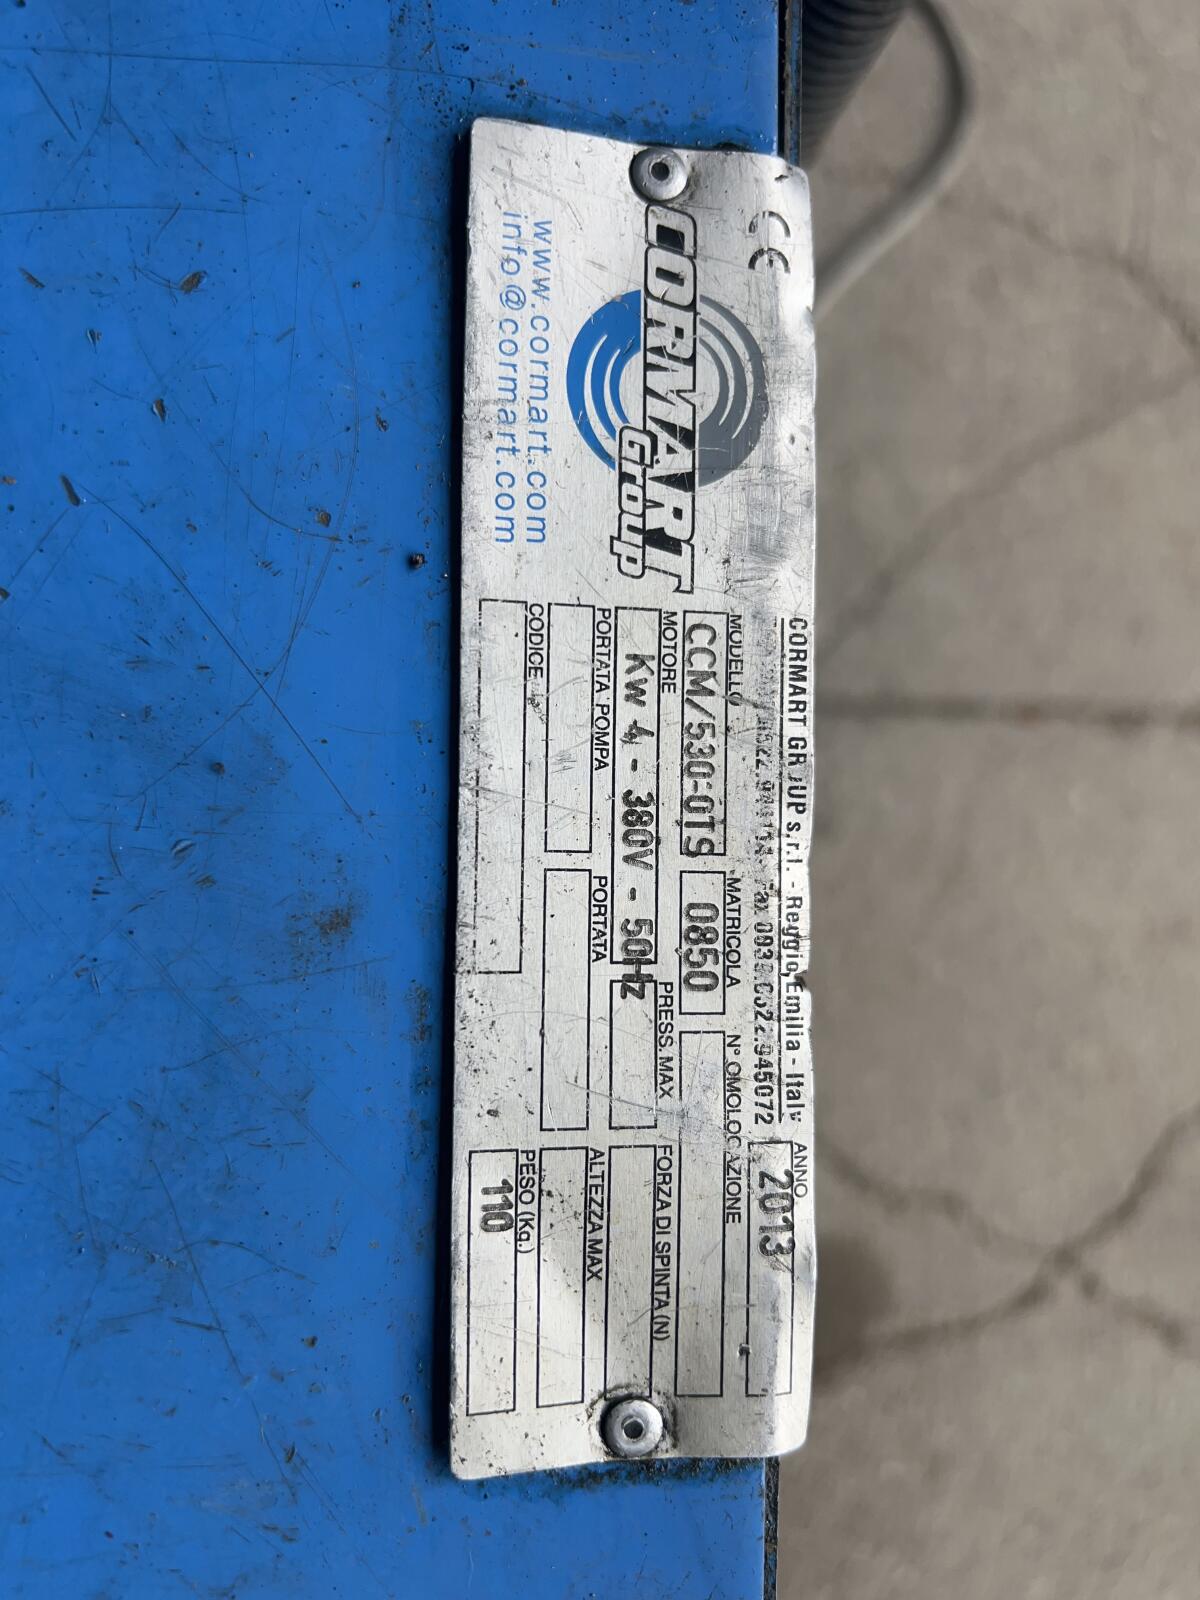 CE
CORMART
Group
www.cormart.com
info@cormart.com
CORMART GROUP s.r.l. - Reggio Emilia - Italy
ANNO
2013
MODELLO
CCM/530-OTS
MATRICOLA
0850
N° OMOLOGAZIONE
MOTORE
KW 4 - 380V - 50Hz
PRESS. MAX
FORZA DI SPINTA (N)
PORTATA POMPA
PORTATA
ALTEZZA MAX
CODICE
PESO (Kg.)
110